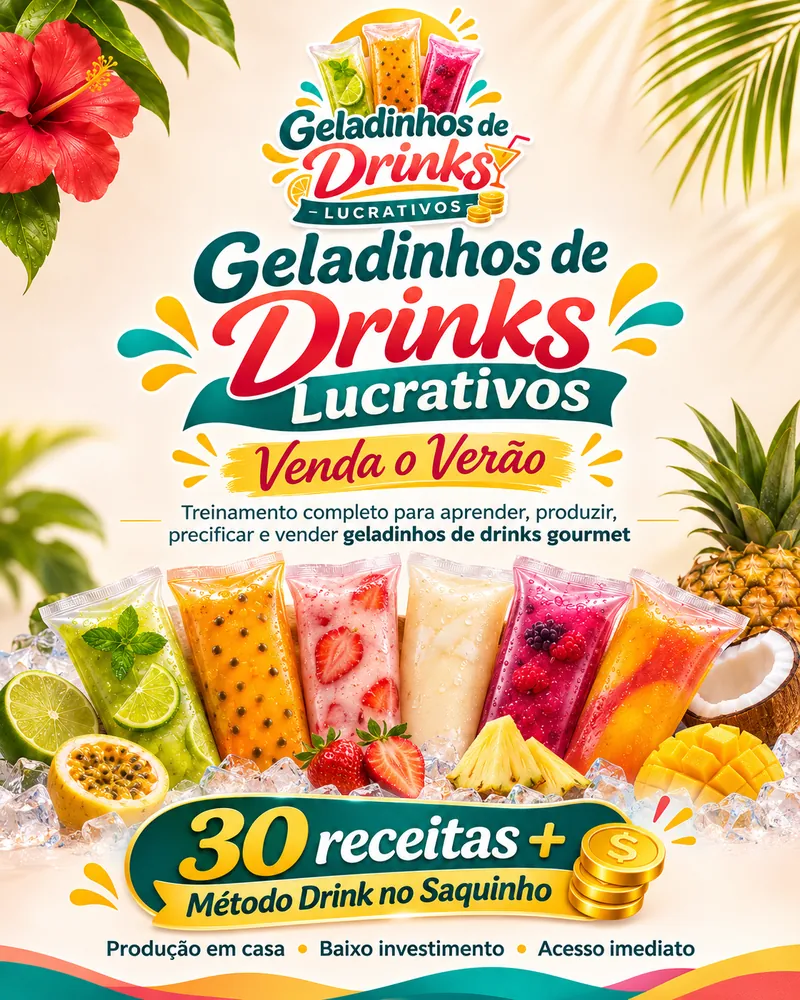 Geladinhos de
Drinks
- LUCRATIVOS -
Geladinhos de
Drinks
Lucrativos
Venda o Verão
Treinamento completo para aprender, produzir,
precificar e vender geladinhos de drinks gourmet
30 receitas +
Método Drink no Saquinho
$
Produção em casa • Baixo investimento • Acesso imediato